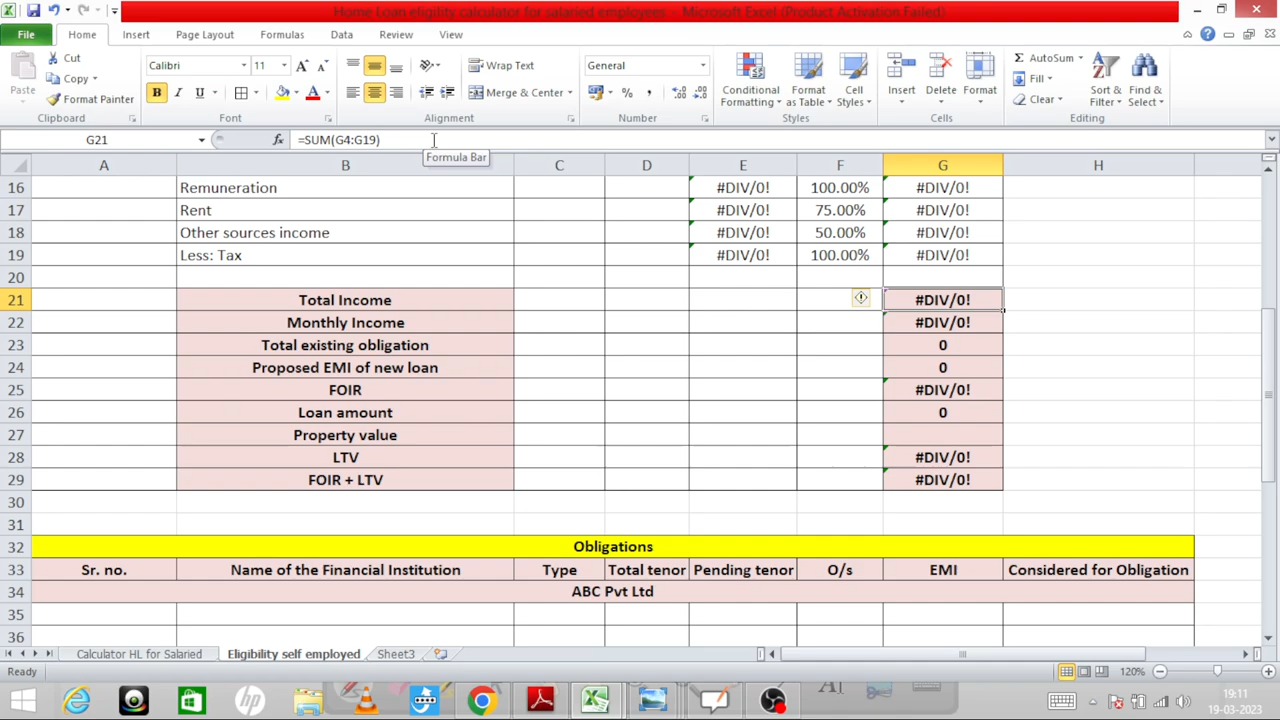 Home Loan eligility calculator for salaried employees - Microsoft Excel (Product Activation Failed)
File Home Insert Page Layout Formulas Data Review View
Cut
Copy
Format Painter
Paste
Clipboard
Calibri 11
B I U
Font
Wrap Text
Merge & Center
Alignment
General
%
Number
Conditional Formatting
Format as Table
Cell Styles
Styles
Insert
Delete
Format
Cells
AutoSum
Fill
Clear
Sort & Filter
Find & Select
Editing
G21 fx =SUM(G4:G19)
Formula Bar
A B C D E F G H
16 Remuneration #DIV/0! 100.00% #DIV/0!
17 Rent #DIV/0! 75.00% #DIV/0!
18 Other sources income #DIV/0! 50.00% #DIV/0!
19 Less: Tax #DIV/0! 100.00% #DIV/0!
20
21 Total Income #DIV/0!
22 Monthly Income #DIV/0!
23 Total existing obligation 0
24 Proposed EMI of new loan 0
25 FOIR #DIV/0!
26 Loan amount 0
27 Property value
28 LTV #DIV/0!
29 FOIR + LTV #DIV/0!
30
31
32 Obligations
33 Sr. no. Name of the Financial Institution Type Total tenor Pending tenor O/s EMI Considered for Obligation
34 ABC Pvt Ltd
35
36
Calculator HL for Salaried Eligibility self employed Sheet3
Ready 120%
19:11
19-03-2023